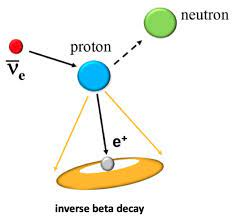 neutron
proton
ν̅e
e+
inverse beta decay